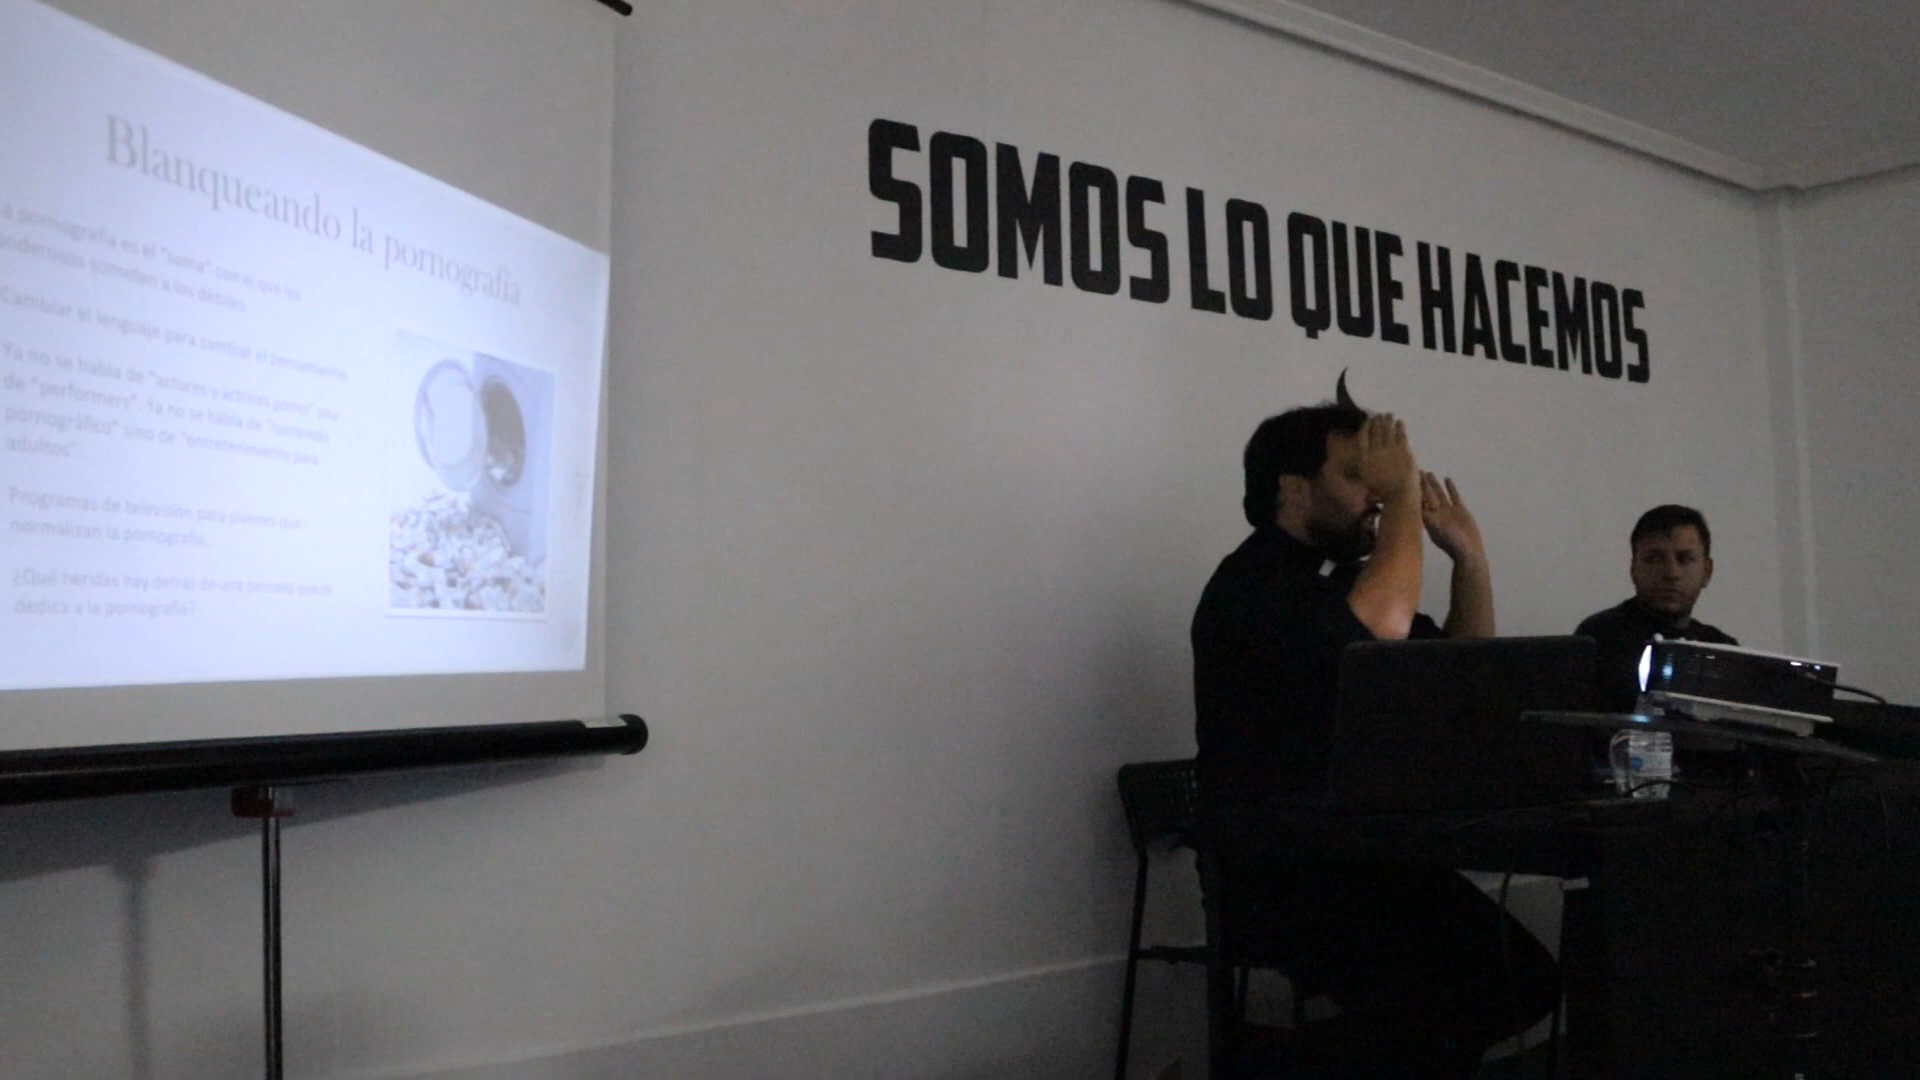 Blanqueando la pornografía
La pornografía es el "soma" con el que los
poderosos someten a los débiles.
Cambiar el lenguaje para cambiar el pensamiento.
Ya no se habla de "actores y actrices porno" sino
de "performers". Ya no se habla de "contenido
pornográfico" sino de "entretenimiento para
adultos".
Programas de televisión para jóvenes que
normalizan la pornografía.
¿Qué heridas hay detrás de una persona que se
dedica a la pornografía?
SOMOS LO QUE HACEMOS